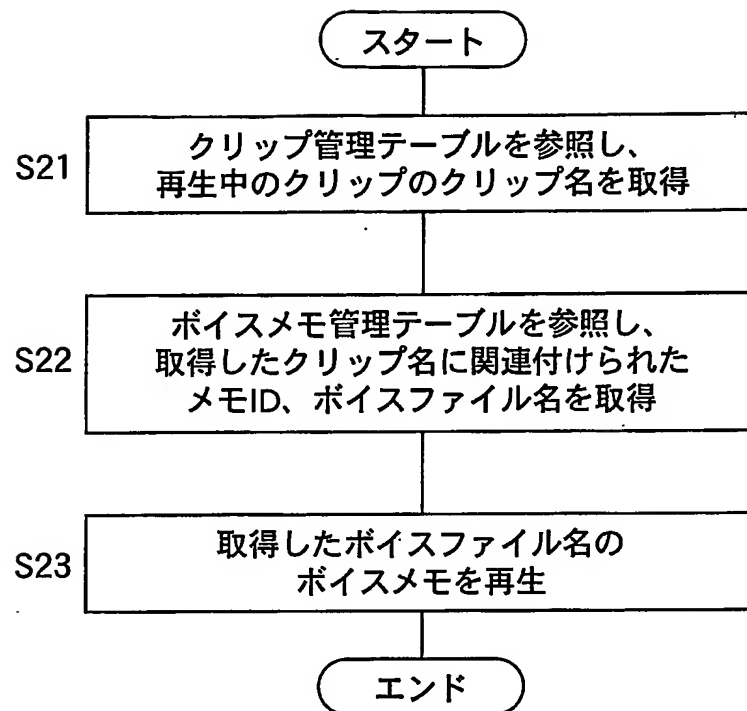 スタート
S21
クリップ管理テーブルを参照し、
再生中のクリップのクリップ名を取得
S22
ボイスメモ管理テーブルを参照し、
取得したクリップ名に関連付けられた
メモID、ボイスファイル名を取得
S23
取得したボイスファイル名の
ボイスメモを再生
エンド